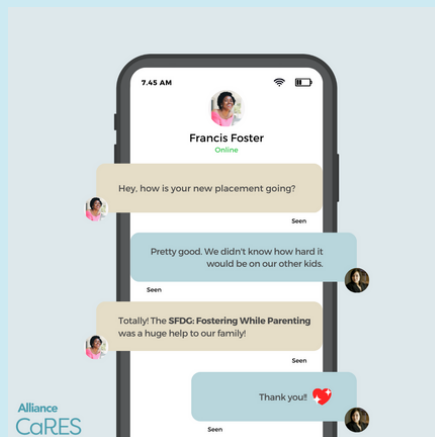 7.45 AM
Francis Foster
Online
Hey, how is your new placement going?
Seen
Pretty good. We didn't know how hard it
would be on our other kids.
Seen
Totally! The SFDG: Fostering While Parenting
was a huge help to our family!
Seen
Thank you!!
Seen
Alliance
CaRES